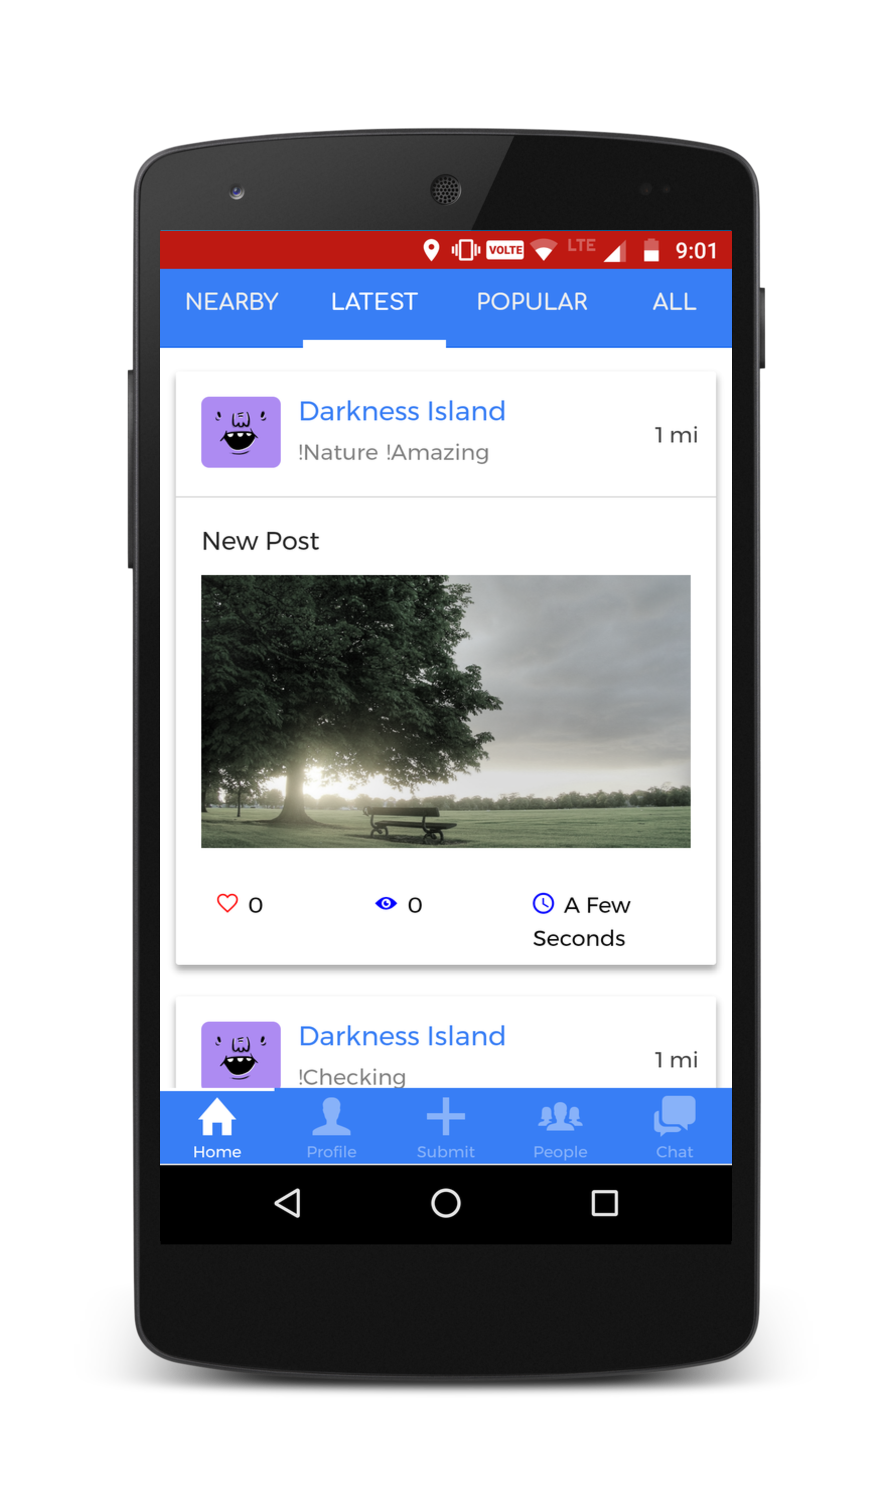 VOLTE LTE 9:01
NEARBY LATEST POPULAR ALL
Darkness Island
1 mi
!Nature !Amazing
New Post
0 0 A Few
Seconds
Darkness Island
1 mi
!Checking
Home Profile Submit People Chat